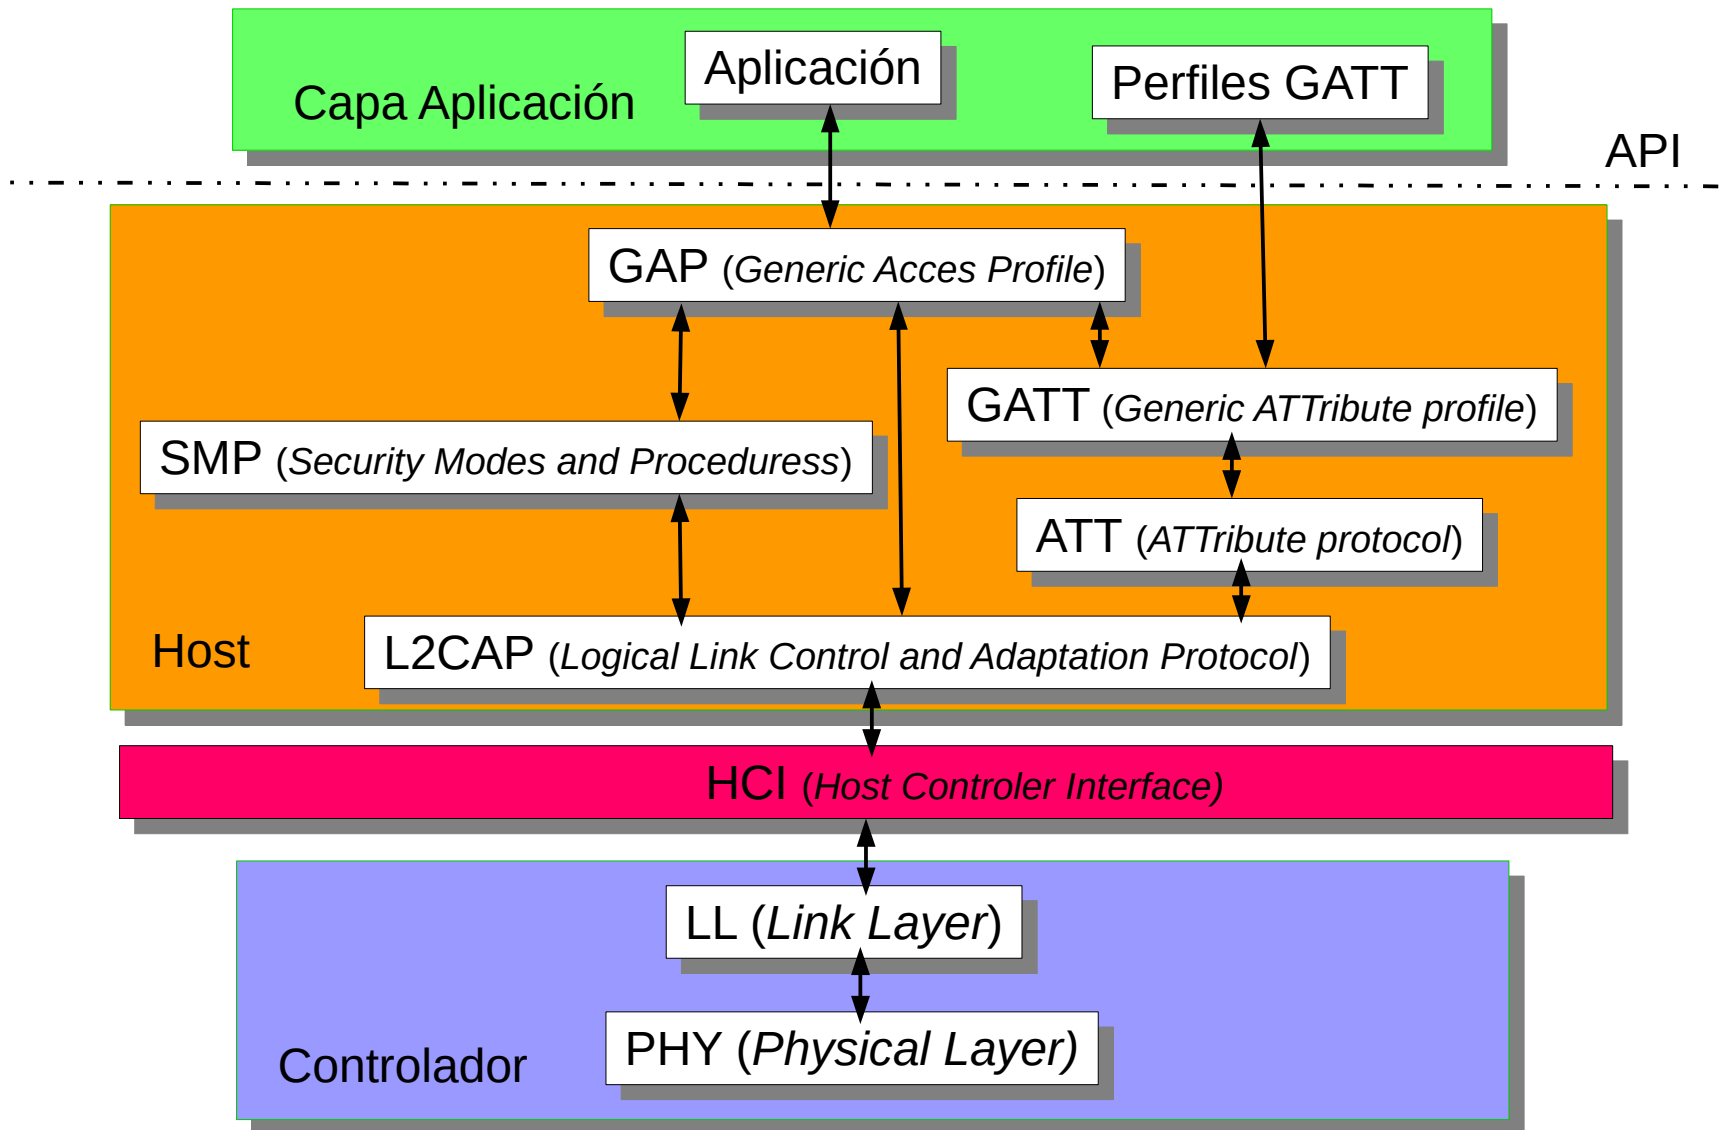 Aplicación
Perfiles GATT
Capa Aplicación
API
GAP (Generic Acces Profile)
GATT (Generic ATTribute profile)
SMP (Security Modes and Proceduress)
ATT (ATTribute protocol)
Host
L2CAP (Logical Link Control and Adaptation Protocol)
HCI (Host Controler Interface)
LL (Link Layer)
PHY (Physical Layer)
Controlador